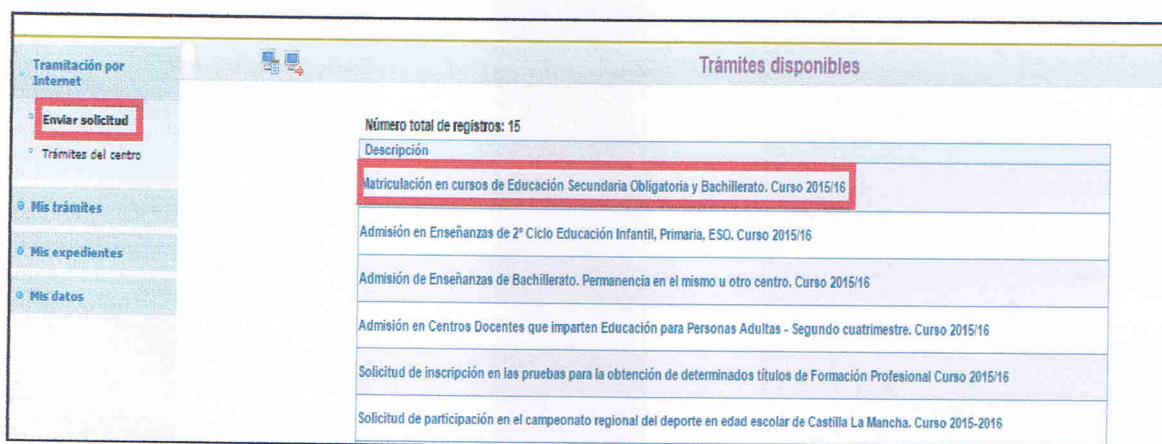 Tramitación por
Internet
Enviar solicitud
Trámites del centro
Mis trámites
Mis expedientes
Mis datos
Trámites disponibles
Número total de registros: 15
Descripción
Matriculación en cursos de Educación Secundaria Obligatoria y Bachillerato. Curso 2015/16
Admisión en Enseñanzas de 2º Ciclo Educación Infantil, Primaria, ESO. Curso 2015/16
Admisión de Enseñanzas de Bachillerato. Permanencia en el mismo u otro centro. Curso 2015/16
Admisión en Centros Docentes que imparten Educación para Personas Adultas - Segundo cuatrimestre. Curso 2015/16
Solicitud de inscripción en las pruebas para la obtención de determinados títulos de Formación Profesional Curso 2015/16
Solicitud de participación en el campeonato regional del deporte en edad escolar de Castilla La Mancha. Curso 2015-2016